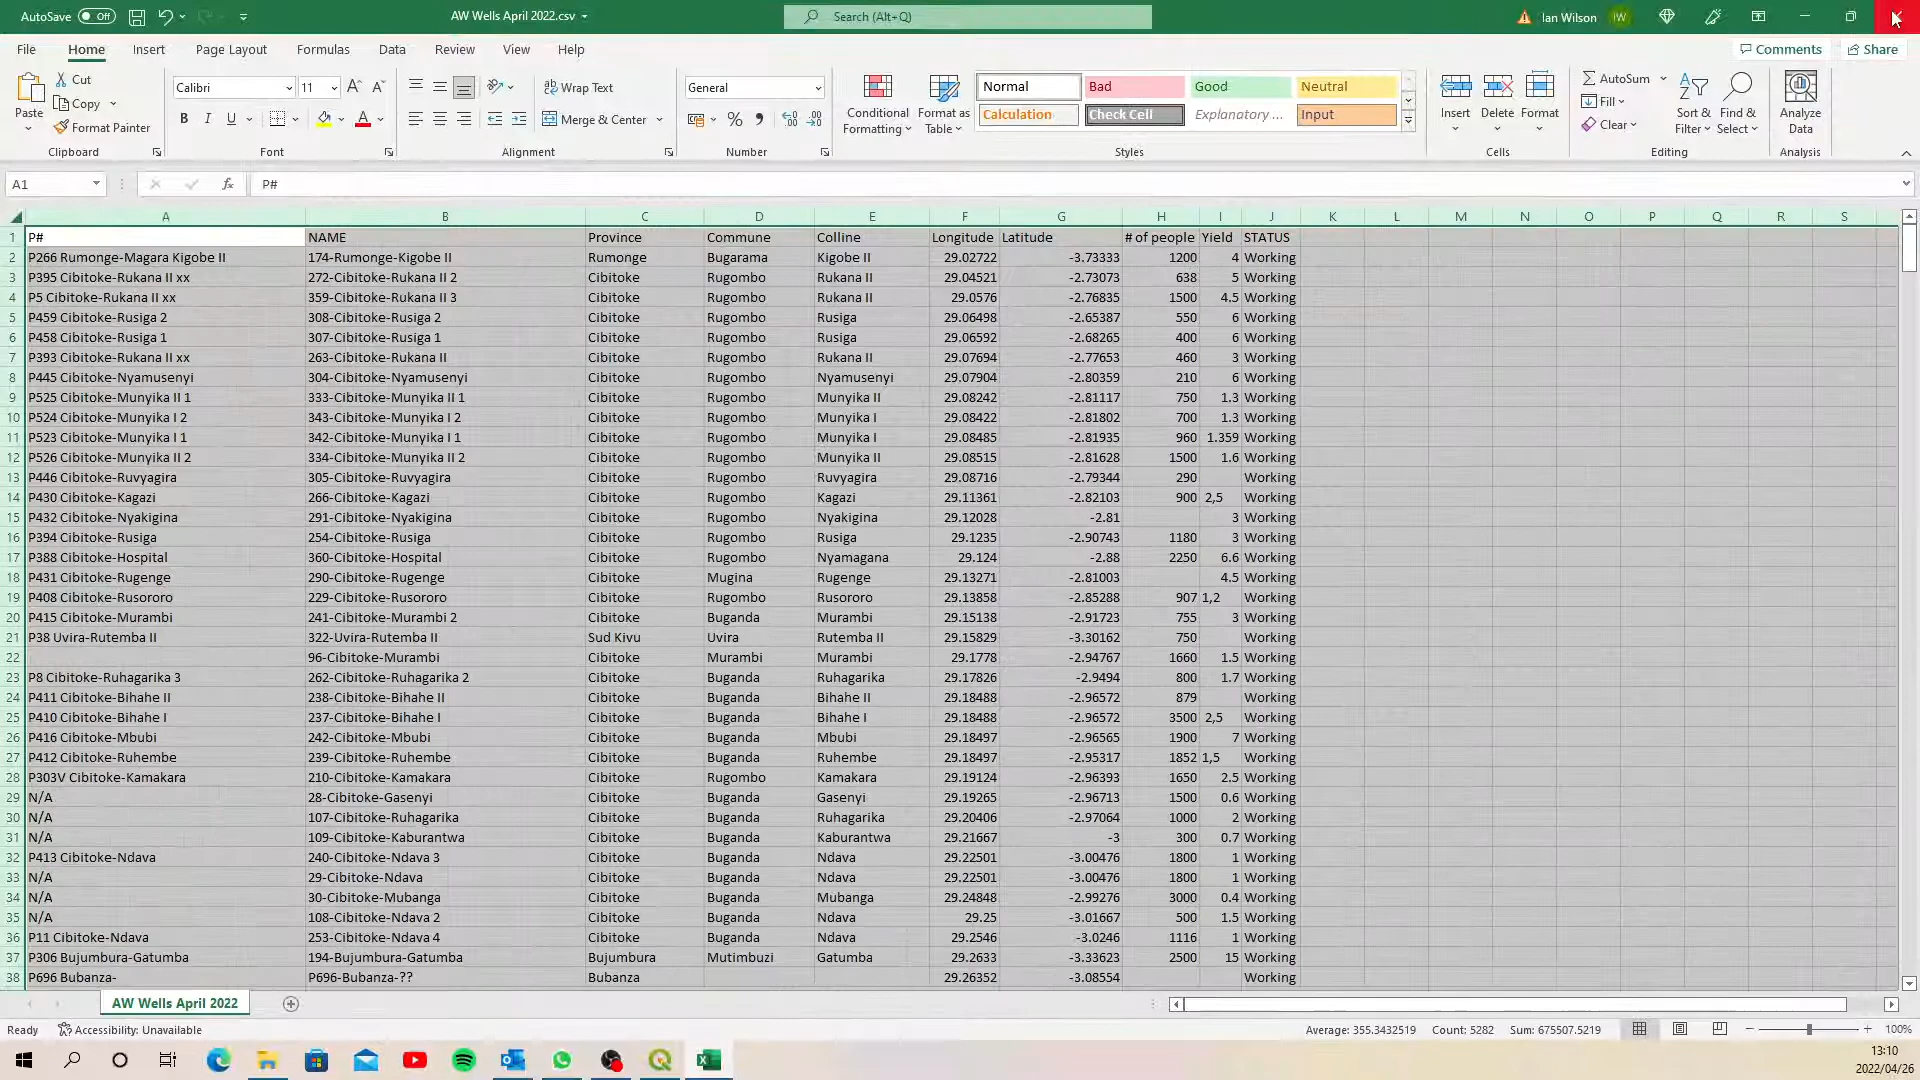 AutoSave Off AW Wells April 2022.csv Search (Alt+Q) Ian Wilson IW
File Home Insert Page Layout Formulas Data Review View Help Comments Share
Paste Cut Copy Format Painter Clipboard
Calibri 11 B I U Font
Wrap Text Merge & Center Alignment
General % Number
Conditional Formatting Format as Table
Normal Bad Good Neutral
Calculation Check Cell Explanatory ... Input
Styles
Insert Delete Format Cells
AutoSum Fill Clear Sort & Filter Find & Select Editing
Analyze Data Analysis
A1 fx P#
A B C D E F G H I J K L M N O P Q R S
1 P# NAME Province Commune Colline Longitude Latitude # of people Yield STATUS
2 P266 Rumonge-Magara Kigobe II 174-Rumonge-Kigobe II Rumonge Bugarama Kigobe II 29.02722 -3.73333 1200 4 Working
3 P395 Cibitoke-Rukana II xx 272-Cibitoke-Rukana II 2 Cibitoke Rugombo Rukana II 29.04521 -2.73073 638 5 Working
4 P5 Cibitoke-Rukana II xx 359-Cibitoke-Rukana II 3 Cibitoke Rugombo Rukana II 29.0576 -2.76835 1500 4.5 Working
5 P459 Cibitoke-Rusiga 2 308-Cibitoke-Rusiga 2 Cibitoke Rugombo Rusiga 29.06498 -2.65387 550 6 Working
6 P458 Cibitoke-Rusiga 1 307-Cibitoke-Rusiga 1 Cibitoke Rugombo Rusiga 29.06592 -2.68265 400 6 Working
7 P393 Cibitoke-Rukana II xx 263-Cibitoke-Rukana II Cibitoke Rugombo Rukana II 29.07694 -2.77653 460 3 Working
8 P445 Cibitoke-Nyamusenyi 304-Cibitoke-Nyamusenyi Cibitoke Rugombo Nyamusenyi 29.07904 -2.80359 210 6 Working
9 P525 Cibitoke-Munyika II 1 333-Cibitoke-Munyika II 1 Cibitoke Rugombo Munyika II 29.08242 -2.81117 750 1.3 Working
10 P524 Cibitoke-Munyika I 2 343-Cibitoke-Munyika I 2 Cibitoke Rugombo Munyika I 29.08422 -2.81802 700 1.3 Working
11 P523 Cibitoke-Munyika I 1 342-Cibitoke-Munyika I 1 Cibitoke Rugombo Munyika I 29.08485 -2.81935 960 1.359 Working
12 P526 Cibitoke-Munyika II 2 334-Cibitoke-Munyika II 2 Cibitoke Rugombo Munyika II 29.08515 -2.81628 1500 1.6 Working
13 P446 Cibitoke-Ruvyagira 305-Cibitoke-Ruvyagira Cibitoke Rugombo Ruvyagira 29.08716 -2.79344 290 Working
14 P430 Cibitoke-Kagazi 266-Cibitoke-Kagazi Cibitoke Rugombo Kagazi 29.11361 -2.82103 900 2,5 Working
15 P432 Cibitoke-Nyakigina 291-Cibitoke-Nyakigina Cibitoke Rugombo Nyakigina 29.12028 -2.81 3 Working
16 P394 Cibitoke-Rusiga 254-Cibitoke-Rusiga Cibitoke Rugombo Rusiga 29.1235 -2.90743 1180 3 Working
17 P388 Cibitoke-Hospital 360-Cibitoke-Hospital Cibitoke Rugombo Nyamagana 29.124 -2.88 2250 6.6 Working
18 P431 Cibitoke-Rugenge 290-Cibitoke-Rugenge Cibitoke Mugina Rugenge 29.13271 -2.81003 4.5 Working
19 P408 Cibitoke-Rusororo 229-Cibitoke-Rusororo Cibitoke Rugombo Rusororo 29.13858 -2.85288 907 1,2 Working
20 P415 Cibitoke-Murambi 241-Cibitoke-Murambi 2 Cibitoke Buganda Murambi 29.15138 -2.91723 755 3 Working
21 P38 Uvira-Rutemba II 322-Uvira-Rutemba II Sud Kivu Uvira Rutemba II 29.15829 -3.30162 750 Working
22 96-Cibitoke-Murambi Cibitoke Murambi Murambi 29.1778 -2.94767 1660 1.5 Working
23 P8 Cibitoke-Ruhagarika 3 262-Cibitoke-Ruhagarika 2 Cibitoke Buganda Ruhagarika 29.17826 -2.9494 800 1.7 Working
24 P411 Cibitoke-Bihahe II 238-Cibitoke-Bihahe II Cibitoke Buganda Bihahe II 29.18488 -2.96572 879 Working
25 P410 Cibitoke-Bihahe I 237-Cibitoke-Bihahe I Cibitoke Buganda Bihahe I 29.18488 -2.96572 3500 2,5 Working
26 P416 Cibitoke-Mbubi 242-Cibitoke-Mbubi Cibitoke Buganda Mbubi 29.18497 -2.96565 1900 7 Working
27 P412 Cibitoke-Ruhembe 239-Cibitoke-Ruhembe Cibitoke Buganda Ruhembe 29.18497 -2.95317 1852 1,5 Working
28 P303V Cibitoke-Kamakara 210-Cibitoke-Kamakara Cibitoke Rugombo Kamakara 29.19124 -2.96393 1650 2.5 Working
29 N/A 28-Cibitoke-Gasenyi Cibitoke Buganda Gasenyi 29.19265 -2.96713 1500 0.6 Working
30 N/A 107-Cibitoke-Ruhagarika Cibitoke Buganda Ruhagarika 29.20406 -2.97064 1000 2 Working
31 N/A 109-Cibitoke-Kaburantwa Cibitoke Buganda Kaburantwa 29.21667 -3 300 0.7 Working
32 P413 Cibitoke-Ndava 240-Cibitoke-Ndava 3 Cibitoke Buganda Ndava 29.22501 -3.00476 1800 1 Working
33 N/A 29-Cibitoke-Ndava Cibitoke Buganda Ndava 29.22501 -3.00476 1800 1 Working
34 N/A 30-Cibitoke-Mubanga Cibitoke Buganda Mubanga 29.24848 -2.99276 3000 0.4 Working
35 N/A 108-Cibitoke-Ndava 2 Cibitoke Buganda Ndava 29.25 -3.01667 500 1.5 Working
36 P11 Cibitoke-Ndava 253-Cibitoke-Ndava 4 Cibitoke Buganda Ndava 29.2546 -3.0246 1116 1 Working
37 P306 Bujumbura-Gatumba 194-Bujumbura-Gatumba Bujumbura Mutimbuzi Gatumba 29.2633 -3.33623 2500 15 Working
38 P696 Bubanza- P696-Bubanza-?? Bubanza 29.26352 -3.08554 Working
AW Wells April 2022
Ready Accessibility: Unavailable Average: 355.3432519 Count: 5282 Sum: 675507.5219 100%
13:10
2022/04/26